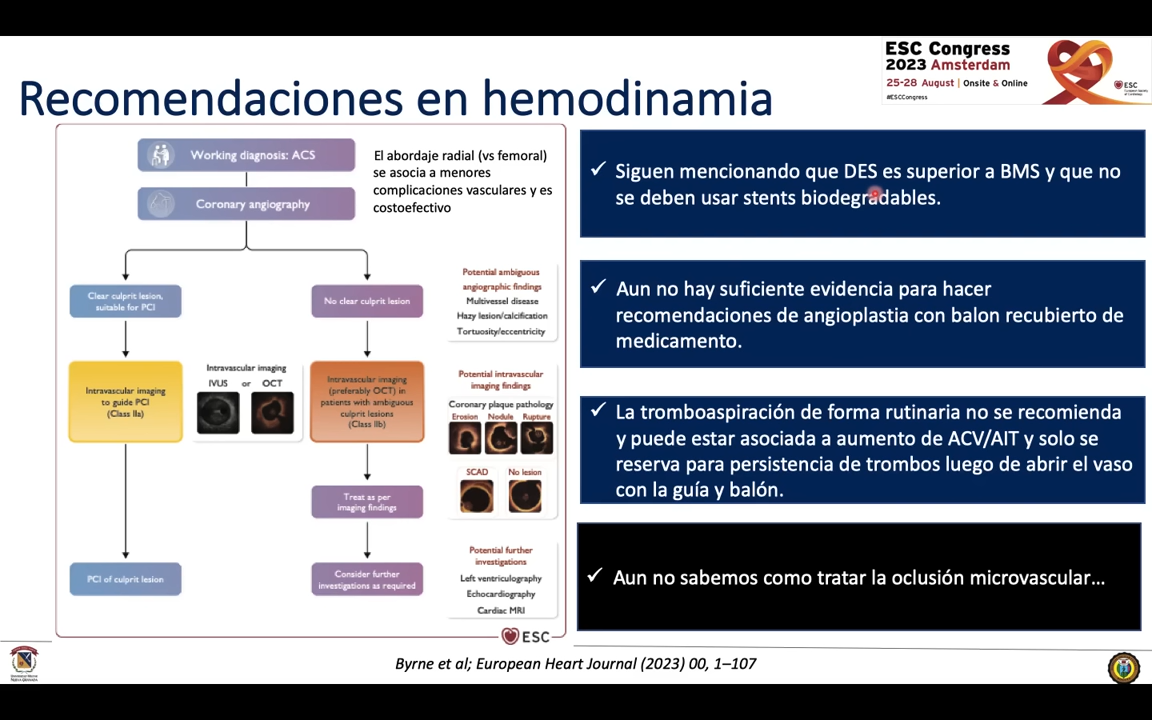 ESC Congress
2023 Amsterdam
25-28 August | Onsite & Online
#ESCCongress
ESC
Recomendaciones en hemodinamia
Working diagnosis: ACS
Coronary angiography
El abordaje radial (vs femoral)
se asocia a menores
complicaciones vasculares y es
costoefectivo
Clear culprit lesion,
suitable for PCI
No clear culprit lesion
Potential ambiguous
angiographic findings
Multivessel disease
Hazy lesion/calcification
Tortuosity/eccentricity
Intravascular imaging
to guide PCI
(Class IIa)
Intravascular imaging
IVUS or OCT
Intravascular imaging
(preferably OCT) in
patients with ambiguous
culprit lesions
(Class IIb)
Potential intravascular
imaging findings
Coronary plaque pathology
Erosion Nodule Rupture
SCAD No lesion
Treat as per
imaging findings
PCI of culprit lesion
Consider further
investigations as required
Potential further
investigations
Left ventriculography
Echocardiography
Cardiac MRI
ESC
✓ Siguen mencionando que DES es superior a BMS y que no
se deben usar stents biodegradables.
✓ Aun no hay suficiente evidencia para hacer
recomendaciones de angioplastia con balon recubierto de
medicamento.
✓ La tromboaspiración de forma rutinaria no se recomienda
y puede estar asociada a aumento de ACV/AIT y solo se
reserva para persistencia de trombos luego de abrir el vaso
con la guía y balón.
✓ Aun no sabemos como tratar la oclusión microvascular...
Byrne et al; European Heart Journal (2023) 00, 1–107